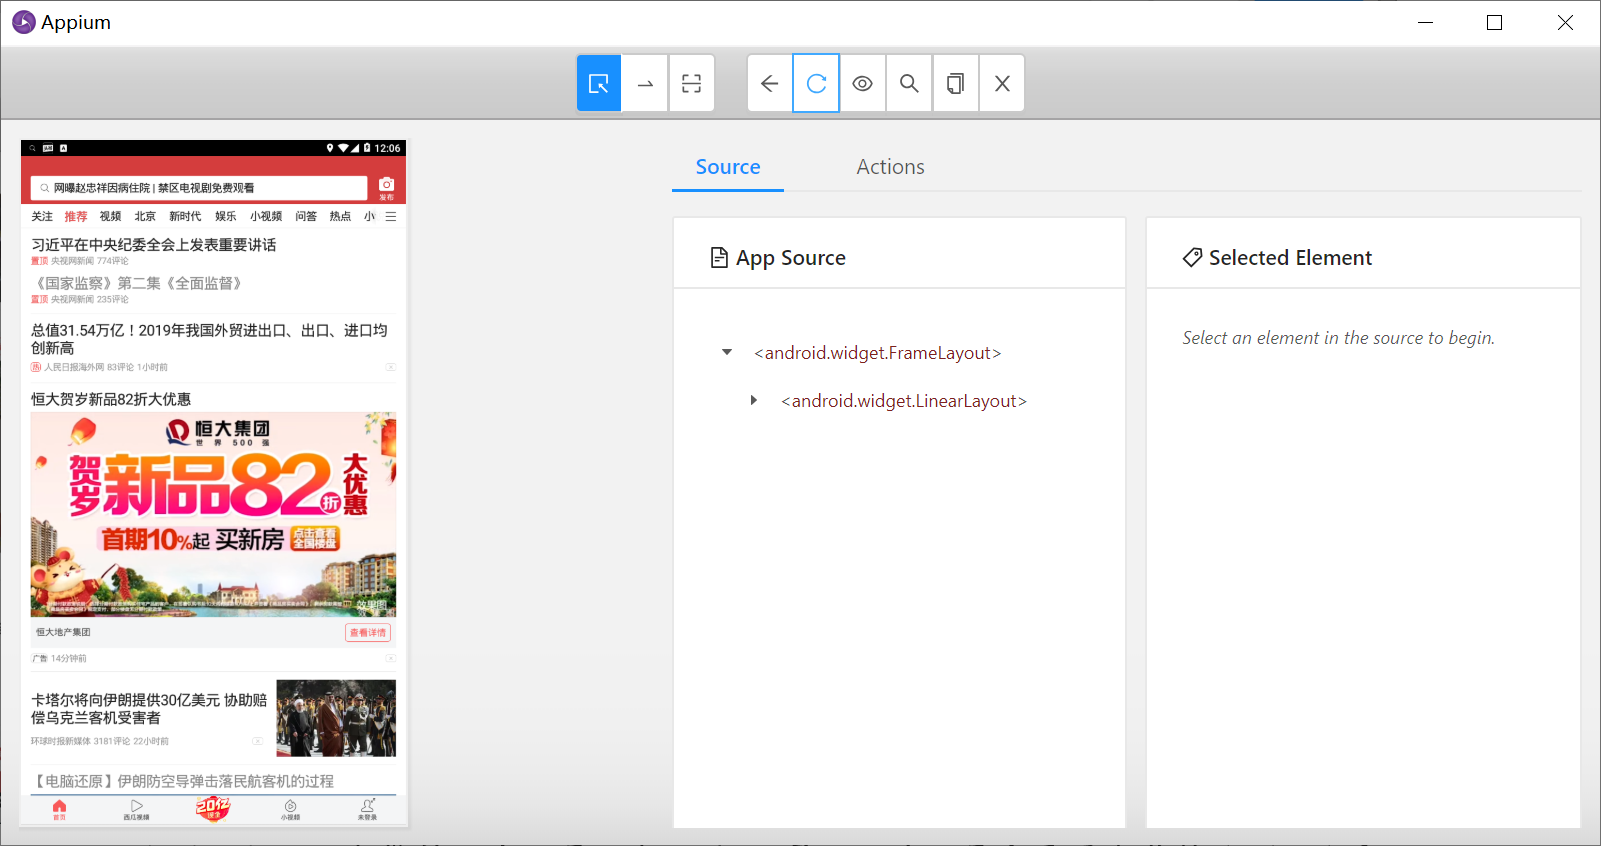 Appium
12:06
网曝赵忠祥因病住院 | 禁区电视剧免费观看
发布
关注 推荐 视频 北京 新时代 娱乐 小视频 问答 热点 小
习近平在中央纪委全会上发表重要讲话
置顶 央视网新闻 774评论
《国家监察》第二集《全面监督》
置顶 央视网新闻 235评论
总值31.54万亿！2019年我国外贸进出口、出口、进口均
创新高
热 人民日报海外网 83评论 1小时前
恒大贺岁新品82折大优惠
恒大集团
世界500强
贺岁
新品82折
大优惠
首期10%起 买新房
点击查看
全国楼盘
效果图
恒大地产集团
查看详情
广告 14分钟前
卡塔尔将向伊朗提供30亿美元 协助赔
偿乌克兰客机受害者
环球时报新媒体 3181评论 22小时前
【电脑还原】伊朗防空导弹击落民航客机的过程
首页
西瓜视频
20亿
小视频
未登录
Source
Actions
App Source
<android.widget.FrameLayout>
<android.widget.LinearLayout>
Selected Element
Select an element in the source to begin.